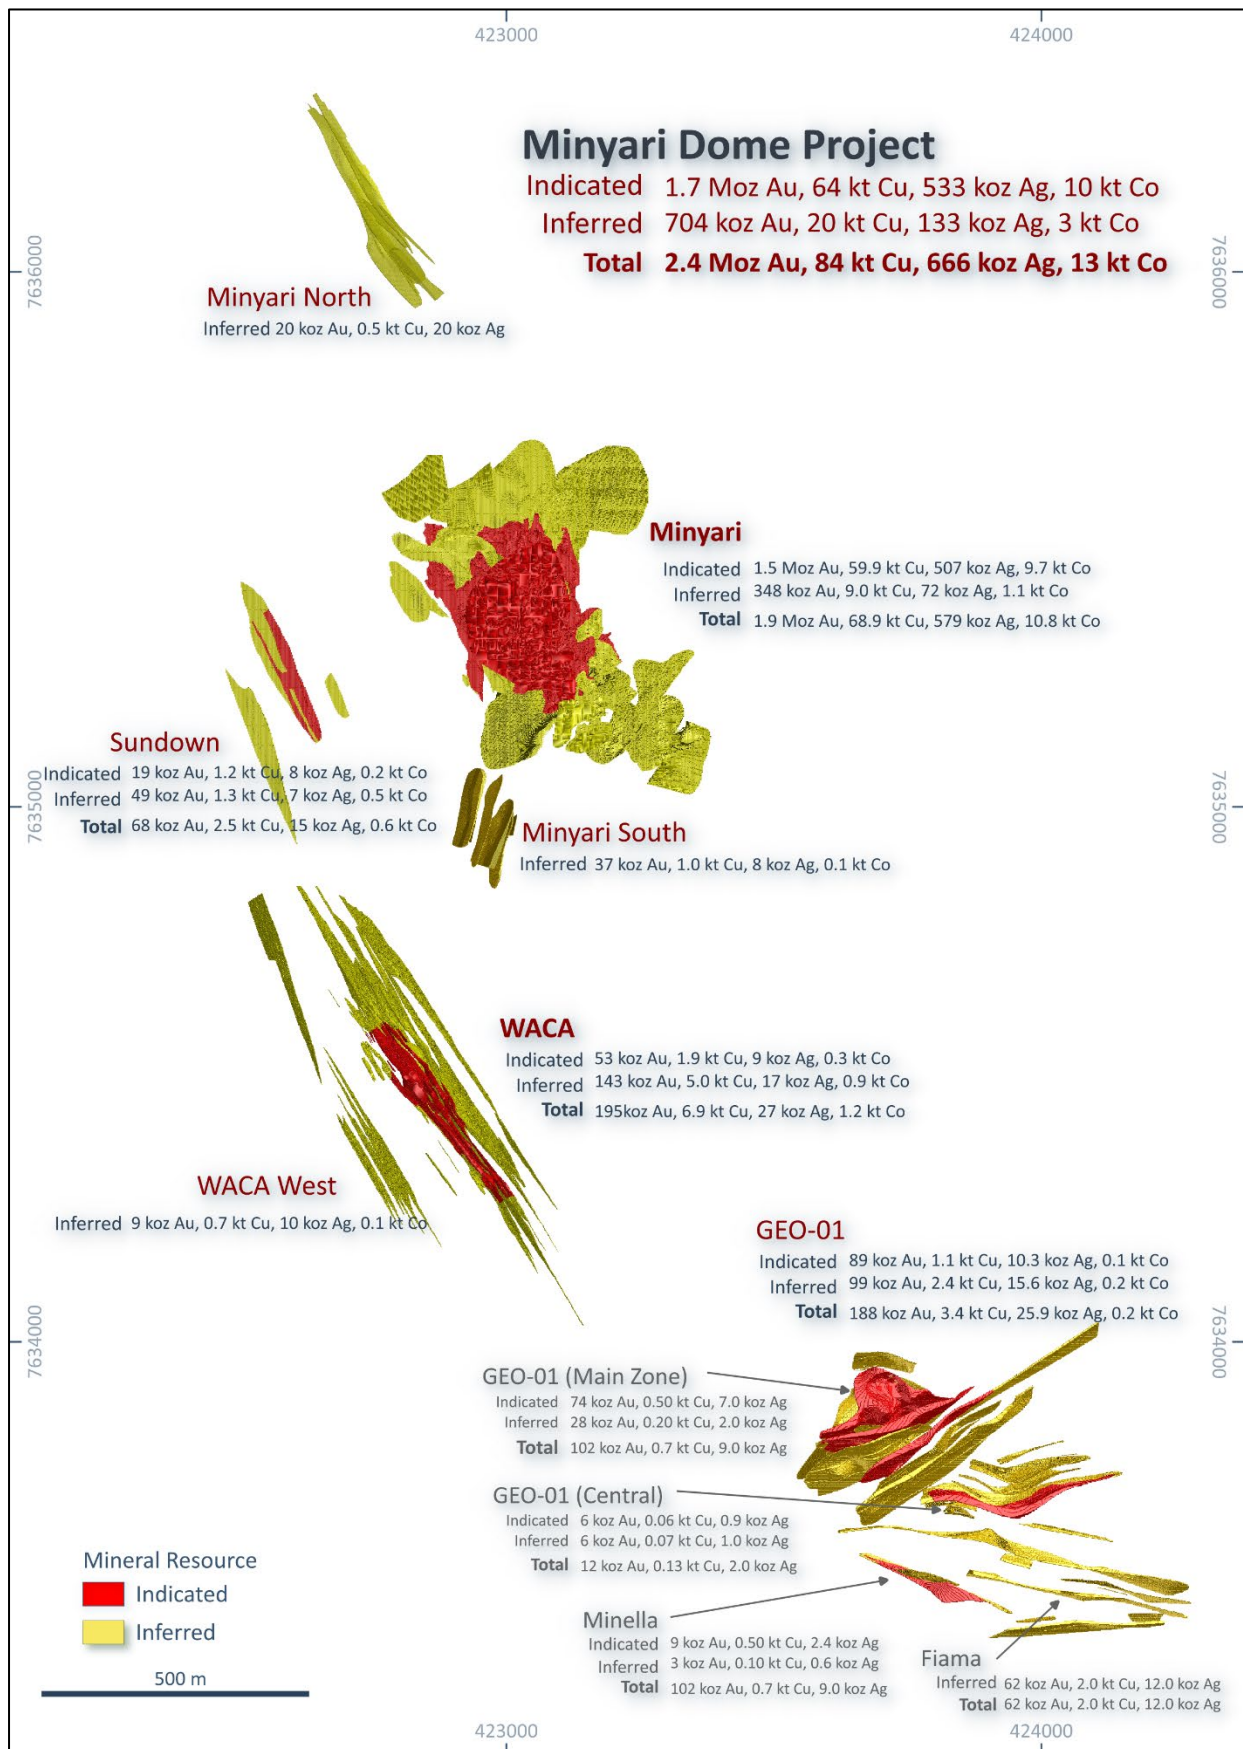 423000
424000
Minyari Dome Project
Indicated 1.7 Moz Au, 64 kt Cu, 533 koz Ag, 10 kt Co
Inferred 704 koz Au, 20 kt Cu, 133 koz Ag, 3 kt Co
Total 2.4 Moz Au, 84 kt Cu, 666 koz Ag, 13 kt Co
7636000
7636000
Minyari North
Inferred 20 koz Au, 0.5 kt Cu, 20 koz Ag
Minyari
Indicated 1.5 Moz Au, 59.9 kt Cu, 507 koz Ag, 9.7 kt Co
Inferred 348 koz Au, 9.0 kt Cu, 72 koz Ag, 1.1 kt Co
Total 1.9 Moz Au, 68.9 kt Cu, 579 koz Ag, 10.8 kt Co
Sundown
Indicated 19 koz Au, 1.2 kt Cu, 8 koz Ag, 0.2 kt Co
Inferred 49 koz Au, 1.3 kt Cu, 7 koz Ag, 0.5 kt Co
Total 68 koz Au, 2.5 kt Cu, 15 koz Ag, 0.6 kt Co
7635000
7635000
Minyari South
Inferred 37 koz Au, 1.0 kt Cu, 8 koz Ag, 0.1 kt Co
WACA
Indicated 53 koz Au, 1.9 kt Cu, 9 koz Ag, 0.3 kt Co
Inferred 143 koz Au, 5.0 kt Cu, 17 koz Ag, 0.9 kt Co
Total 195koz Au, 6.9 kt Cu, 27 koz Ag, 1.2 kt Co
WACA West
Inferred 9 koz Au, 0.7 kt Cu, 10 koz Ag, 0.1 kt Co
GEO-01
Indicated 89 koz Au, 1.1 kt Cu, 10.3 koz Ag, 0.1 kt Co
Inferred 99 koz Au, 2.4 kt Cu, 15.6 koz Ag, 0.2 kt Co
Total 188 koz Au, 3.4 kt Cu, 25.9 koz Ag, 0.2 kt Co
7634000
7634000
GEO-01 (Main Zone)
Indicated 74 koz Au, 0.50 kt Cu, 7.0 koz Ag
Inferred 28 koz Au, 0.20 kt Cu, 2.0 koz Ag
Total 102 koz Au, 0.7 kt Cu, 9.0 koz Ag
GEO-01 (Central)
Indicated 6 koz Au, 0.06 kt Cu, 0.9 koz Ag
Inferred 6 koz Au, 0.07 kt Cu, 1.0 koz Ag
Total 12 koz Au, 0.13 kt Cu, 2.0 koz Ag
Minella
Indicated 9 koz Au, 0.50 kt Cu, 2.4 koz Ag
Inferred 3 koz Au, 0.10 kt Cu, 0.6 koz Ag
Total 102 koz Au, 0.7 kt Cu, 9.0 koz Ag
Fiama
Inferred 62 koz Au, 2.0 kt Cu, 12.0 koz Ag
Total 62 koz Au, 2.0 kt Cu, 12.0 koz Ag
Mineral Resource
Indicated
Inferred
500 m
423000
424000